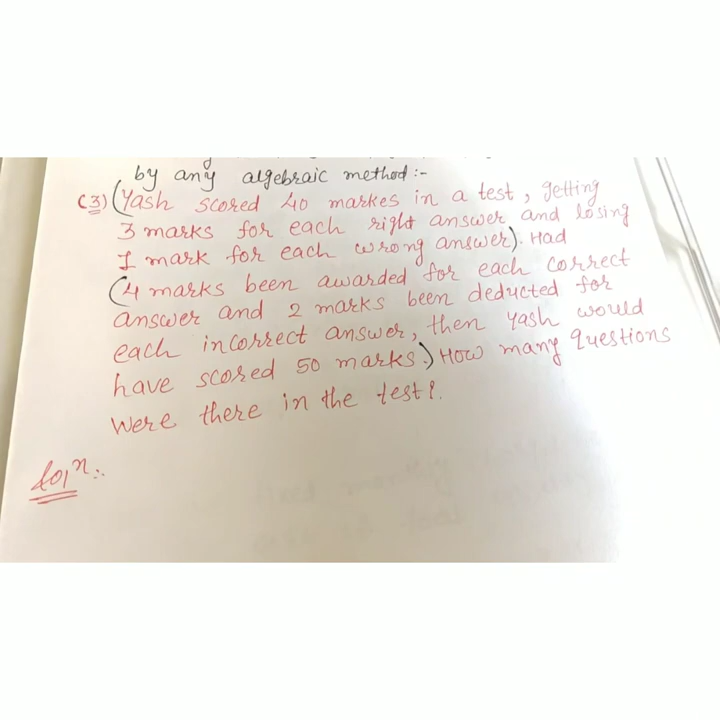 by any algebraic method:-
(3) (Yash scored 40 markes in a test, getting
3 marks for each right answer and losing
1 mark for each wrong answer). Had
(4 marks been awarded for each correct
answer and 2 marks been deducted for
each incorrect answer, then Yash would
have scored 50 marks.) How many questions
were there in the test?
Solⁿ: